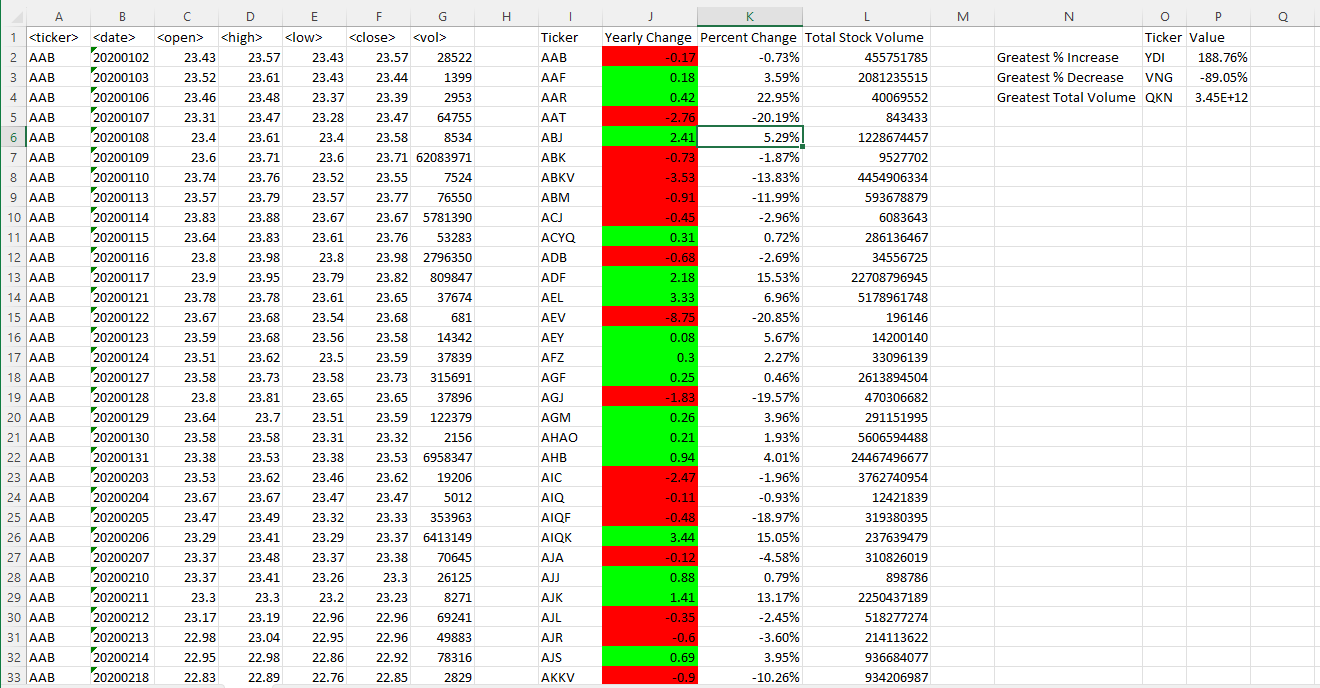 A B C D E F G H I J K L M N O P Q
1 <ticker> <date> <open> <high> <low> <close> <vol> Ticker Yearly Change Percent Change Total Stock Volume Ticker Value
2 AAB 20200102 23.43 23.57 23.43 23.57 28522 AAB -0.17 -0.73% 455751785 Greatest % Increase YDI 188.76%
3 AAB 20200103 23.52 23.61 23.43 23.44 1399 AAF 0.18 3.59% 2081235515 Greatest % Decrease VNG -89.05%
4 AAB 20200106 23.46 23.48 23.37 23.39 2953 AAR 0.42 22.95% 40069552 Greatest Total Volume QKN 3.45E+12
5 AAB 20200107 23.31 23.47 23.28 23.47 64755 AAT -2.76 -20.19% 843433
6 AAB 20200108 23.4 23.61 23.4 23.58 8534 ABJ 2.41 5.29% 1228674457
7 AAB 20200109 23.6 23.71 23.6 23.71 62083971 ABK -0.73 -1.87% 9527702
8 AAB 20200110 23.74 23.76 23.52 23.55 7524 ABKV -3.53 -13.83% 4454906334
9 AAB 20200113 23.57 23.79 23.57 23.77 76550 ABM -0.91 -11.99% 593678879
10 AAB 20200114 23.83 23.88 23.67 23.67 5781390 ACJ -0.45 -2.96% 6083643
11 AAB 20200115 23.64 23.83 23.61 23.76 53283 ACYQ 0.31 0.72% 286136467
12 AAB 20200116 23.8 23.98 23.8 23.98 2796350 ADB -0.68 -2.69% 34556725
13 AAB 20200117 23.9 23.95 23.79 23.82 809847 ADF 2.18 15.53% 22708796945
14 AAB 20200121 23.78 23.78 23.61 23.65 37674 AEL 3.33 6.96% 5178961748
15 AAB 20200122 23.67 23.68 23.54 23.68 681 AEV -8.75 -20.85% 196146
16 AAB 20200123 23.59 23.68 23.56 23.58 14342 AEY 0.08 5.67% 14200140
17 AAB 20200124 23.51 23.62 23.5 23.59 37839 AFZ 0.3 2.27% 33096139
18 AAB 20200127 23.58 23.73 23.58 23.73 315691 AGF 0.25 0.46% 2613894504
19 AAB 20200128 23.8 23.81 23.65 23.65 37896 AGJ -1.83 -19.57% 470306682
20 AAB 20200129 23.64 23.7 23.51 23.59 122379 AGM 0.26 3.96% 291151995
21 AAB 20200130 23.58 23.58 23.31 23.32 2156 AHAO 0.21 1.93% 5606594488
22 AAB 20200131 23.38 23.53 23.38 23.53 6958347 AHB 0.94 4.01% 24467496677
23 AAB 20200203 23.53 23.62 23.46 23.62 19206 AIC -2.47 -1.96% 3762740954
24 AAB 20200204 23.67 23.67 23.47 23.47 5012 AIQ -0.11 -0.93% 12421839
25 AAB 20200205 23.47 23.49 23.32 23.33 353963 AIQF -0.48 -18.97% 319380395
26 AAB 20200206 23.29 23.41 23.29 23.37 6413149 AIQK 3.44 15.05% 237639479
27 AAB 20200207 23.37 23.48 23.37 23.38 70645 AJA -0.12 -4.58% 310826019
28 AAB 20200210 23.37 23.41 23.26 23.3 26125 AJJ 0.88 0.79% 898786
29 AAB 20200211 23.3 23.3 23.2 23.23 8271 AJK 1.41 13.17% 2250437189
30 AAB 20200212 23.17 23.19 22.96 22.96 69241 AJL -0.35 -2.45% 518277274
31 AAB 20200213 22.98 23.04 22.95 22.96 49883 AJR -0.6 -3.60% 214113622
32 AAB 20200214 22.95 22.98 22.86 22.92 78316 AJS 0.69 3.95% 936684077
33 AAB 20200218 22.83 22.89 22.76 22.85 2829 AKKV -0.9 -10.26% 934206987